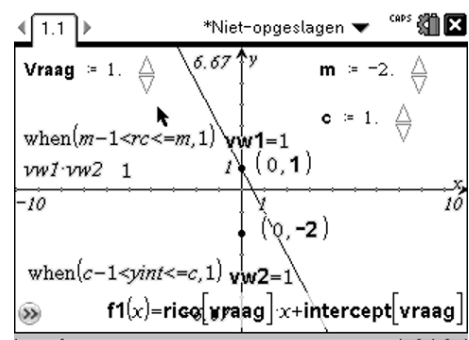 1.1 *Niet-opgeslagen CAPS
Vraag := 1. 6.67 y m := -2.
c := 1.
when(m-1<rc<=m,1) vw1=1
vw1·vw2 1 1 (0,1)
-10 1 x 10
(0,-2)
when(c-1<yint<=c,1) vw2=1
f1(x)=rico[vraag]·x+intercept[vraag]